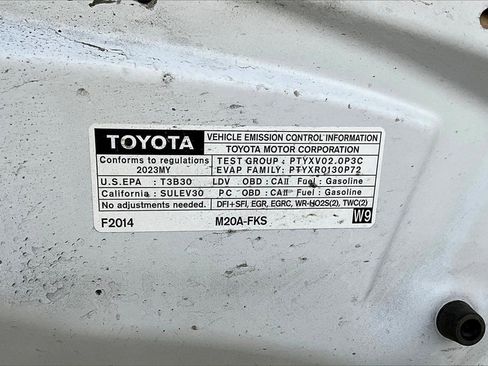 TOYOTA
VEHICLE EMISSION CONTROL INFORMATION
TOYOTA MOTOR CORPORATION
Conforms to regulations
2023MY
TEST GROUP : PTYXV02.0P3C
EVAP FAMILY: PTYXR0130P72
U.S.EPA : T3B30 LDV OBD : CAII Fuel : Gasoline
California : SULEV30 PC OBD : CAII Fuel : Gasoline
No adjustments needed. DFI+SFI, EGR, EGRC, WR-HO2S(2), TWC(2)
F2014 M20A-FKS W9